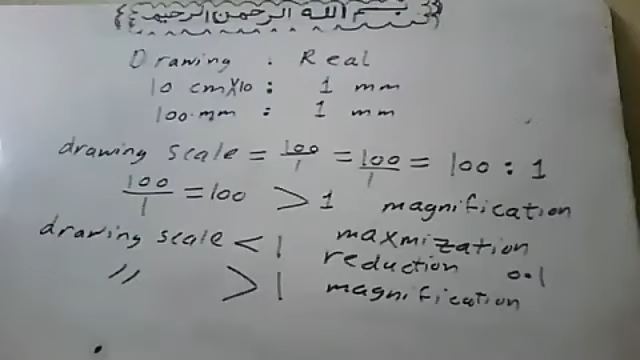 بسم الله الرحمن الرحيم
Drawing : Real
10 cm x10 : 1 mm
100 mm : 1 mm
drawing scale = 100/1 = 100/1 = 100 : 1
100/1 = 100 > 1 magnification
drawing scale < 1 maxmization
reduction 0.1
" > 1 magnification